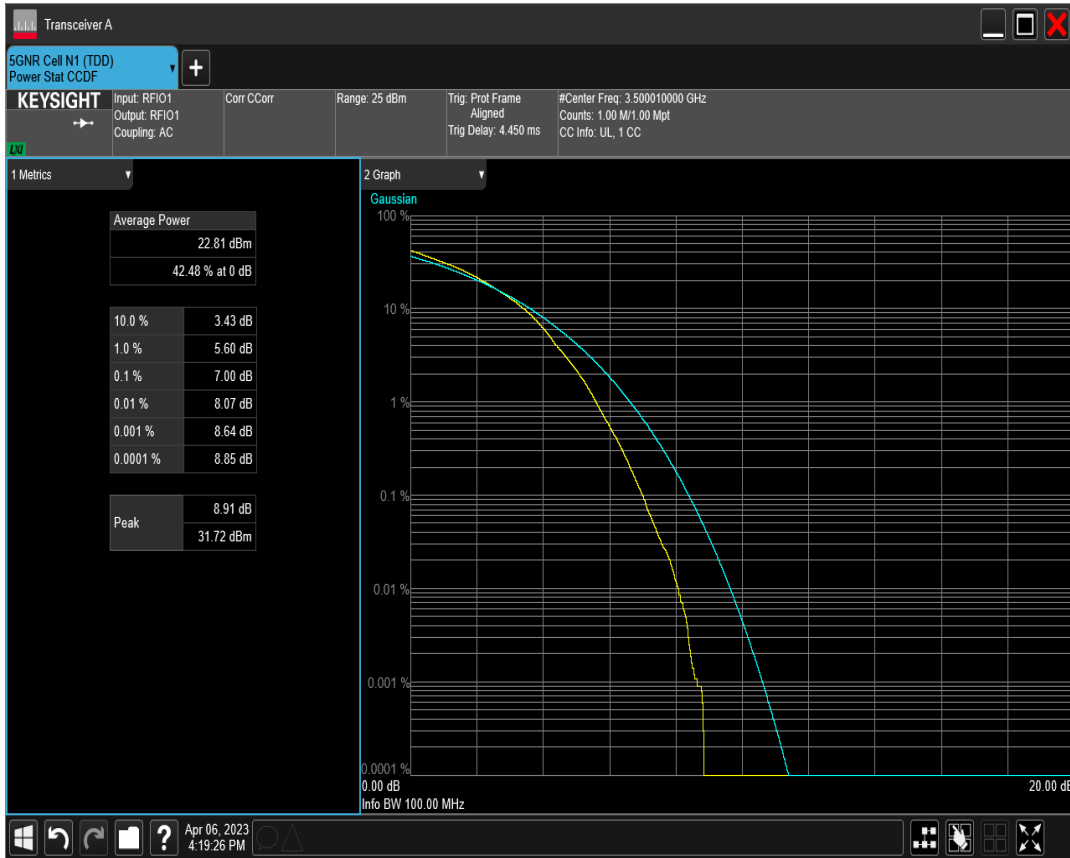 Transceiver A
5GNR Cell N1 (TDD)
Power Stat CCDF
KEYSIGHT
LXI
Input: RFIO1
Output: RFIO1
Coupling: AC
Corr CCorr
Range: 25 dBm
Trig: Prot Frame
Aligned
Trig Delay: 4.450 ms
#Center Freq: 3.500010000 GHz
Counts: 1.00 M/1.00 Mpt
CC Info: UL, 1 CC
1 Metrics
Average Power
22.81 dBm
42.48 % at 0 dB
10.0 % 3.43 dB
1.0 % 5.60 dB
0.1 % 7.00 dB
0.01 % 8.07 dB
0.001 % 8.64 dB
0.0001 % 8.85 dB
Peak
8.91 dB
31.72 dBm
2 Graph
Gaussian
100 %
10 %
1 %
0.1 %
0.01 %
0.001 %
0.0001 %
0.00 dB 20.00 dB
Info BW 100.00 MHz
?
Apr 06, 2023
4:19:26 PM